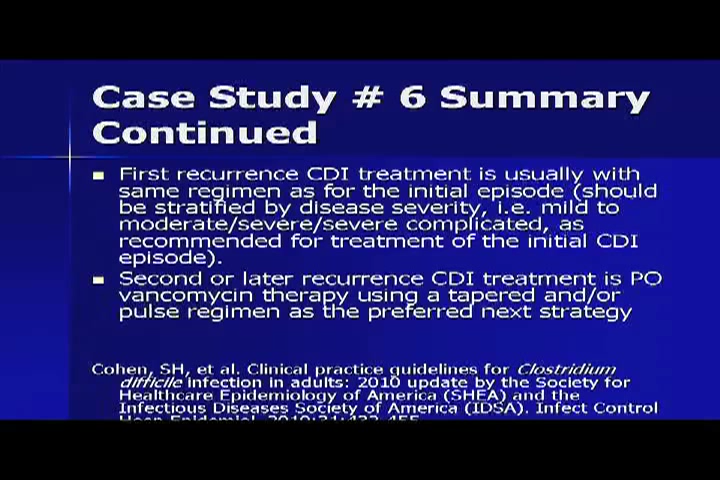 Case Study # 6 Summary
Continued
First recurrence CDI treatment is usually with
same regimen as for the initial episode (should
be stratified by disease severity, i.e. mild to
moderate/severe/severe complicated, as
recommended for treatment of the initial CDI
episode).
Second or later recurrence CDI treatment is PO
vancomycin therapy using a tapered and/or
pulse regimen as the preferred next strategy
Cohen, SH, et al. Clinical practice guidelines for Clostridium
difficile infection in adults: 2010 update by the Society for
Healthcare Epidemiology of America (SHEA) and the
Infectious Diseases Society of America (IDSA). Infect Control